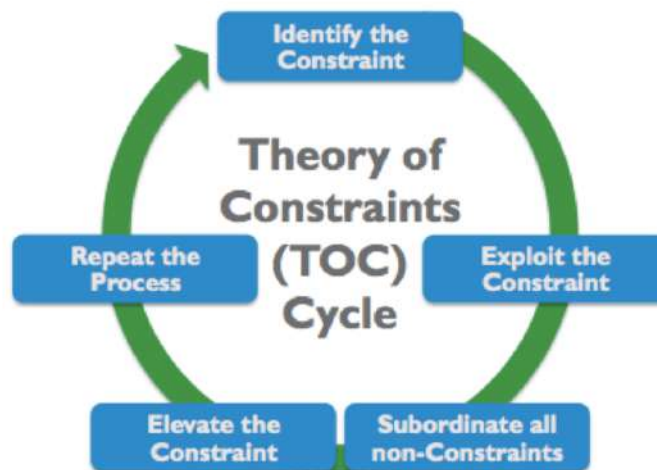 Identify the
Constraint
Theory of
Constraints
(TOC)
Cycle
Exploit the
Constraint
Subordinate all
non-Constraints
Elevate the
Constraint
Repeat the
Process